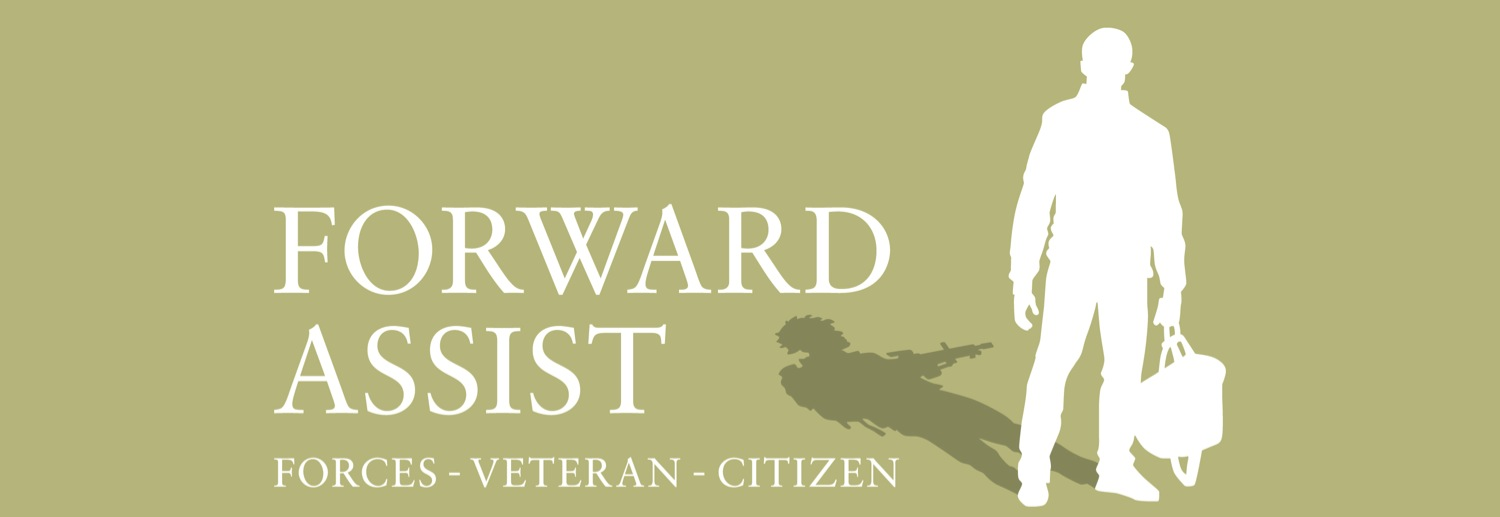 FORWARD
ASSIST
FORCES - VETERAN - CITIZEN